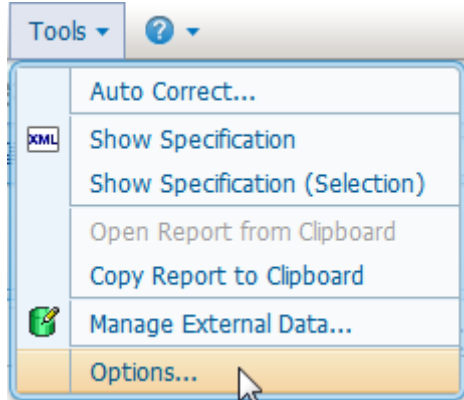 Tools
?
Auto Correct...
XML Show Specification
Show Specification (Selection)
Open Report from Clipboard
Copy Report to Clipboard
Manage External Data...
Options...